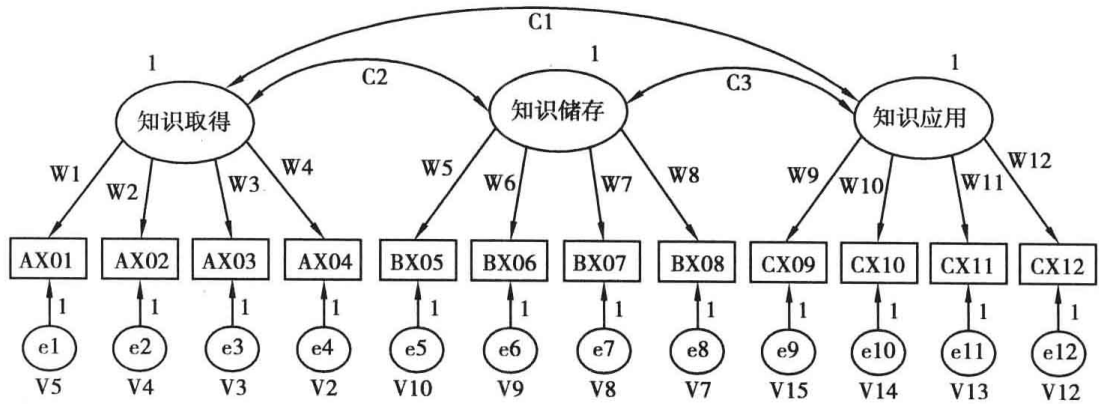 C1
1 1 1
C2 C3
知识取得 知识储存 知识应用
W1 W2 W3 W4 W5 W6 W7 W8 W9 W10 W11 W12
AX01 AX02 AX03 AX04 BX05 BX06 BX07 BX08 CX09 CX10 CX11 CX12
1 1 1 1 1 1 1 1 1 1 1 1
e1 e2 e3 e4 e5 e6 e7 e8 e9 e10 e11 e12
V5 V4 V3 V2 V10 V9 V8 V7 V15 V14 V13 V12